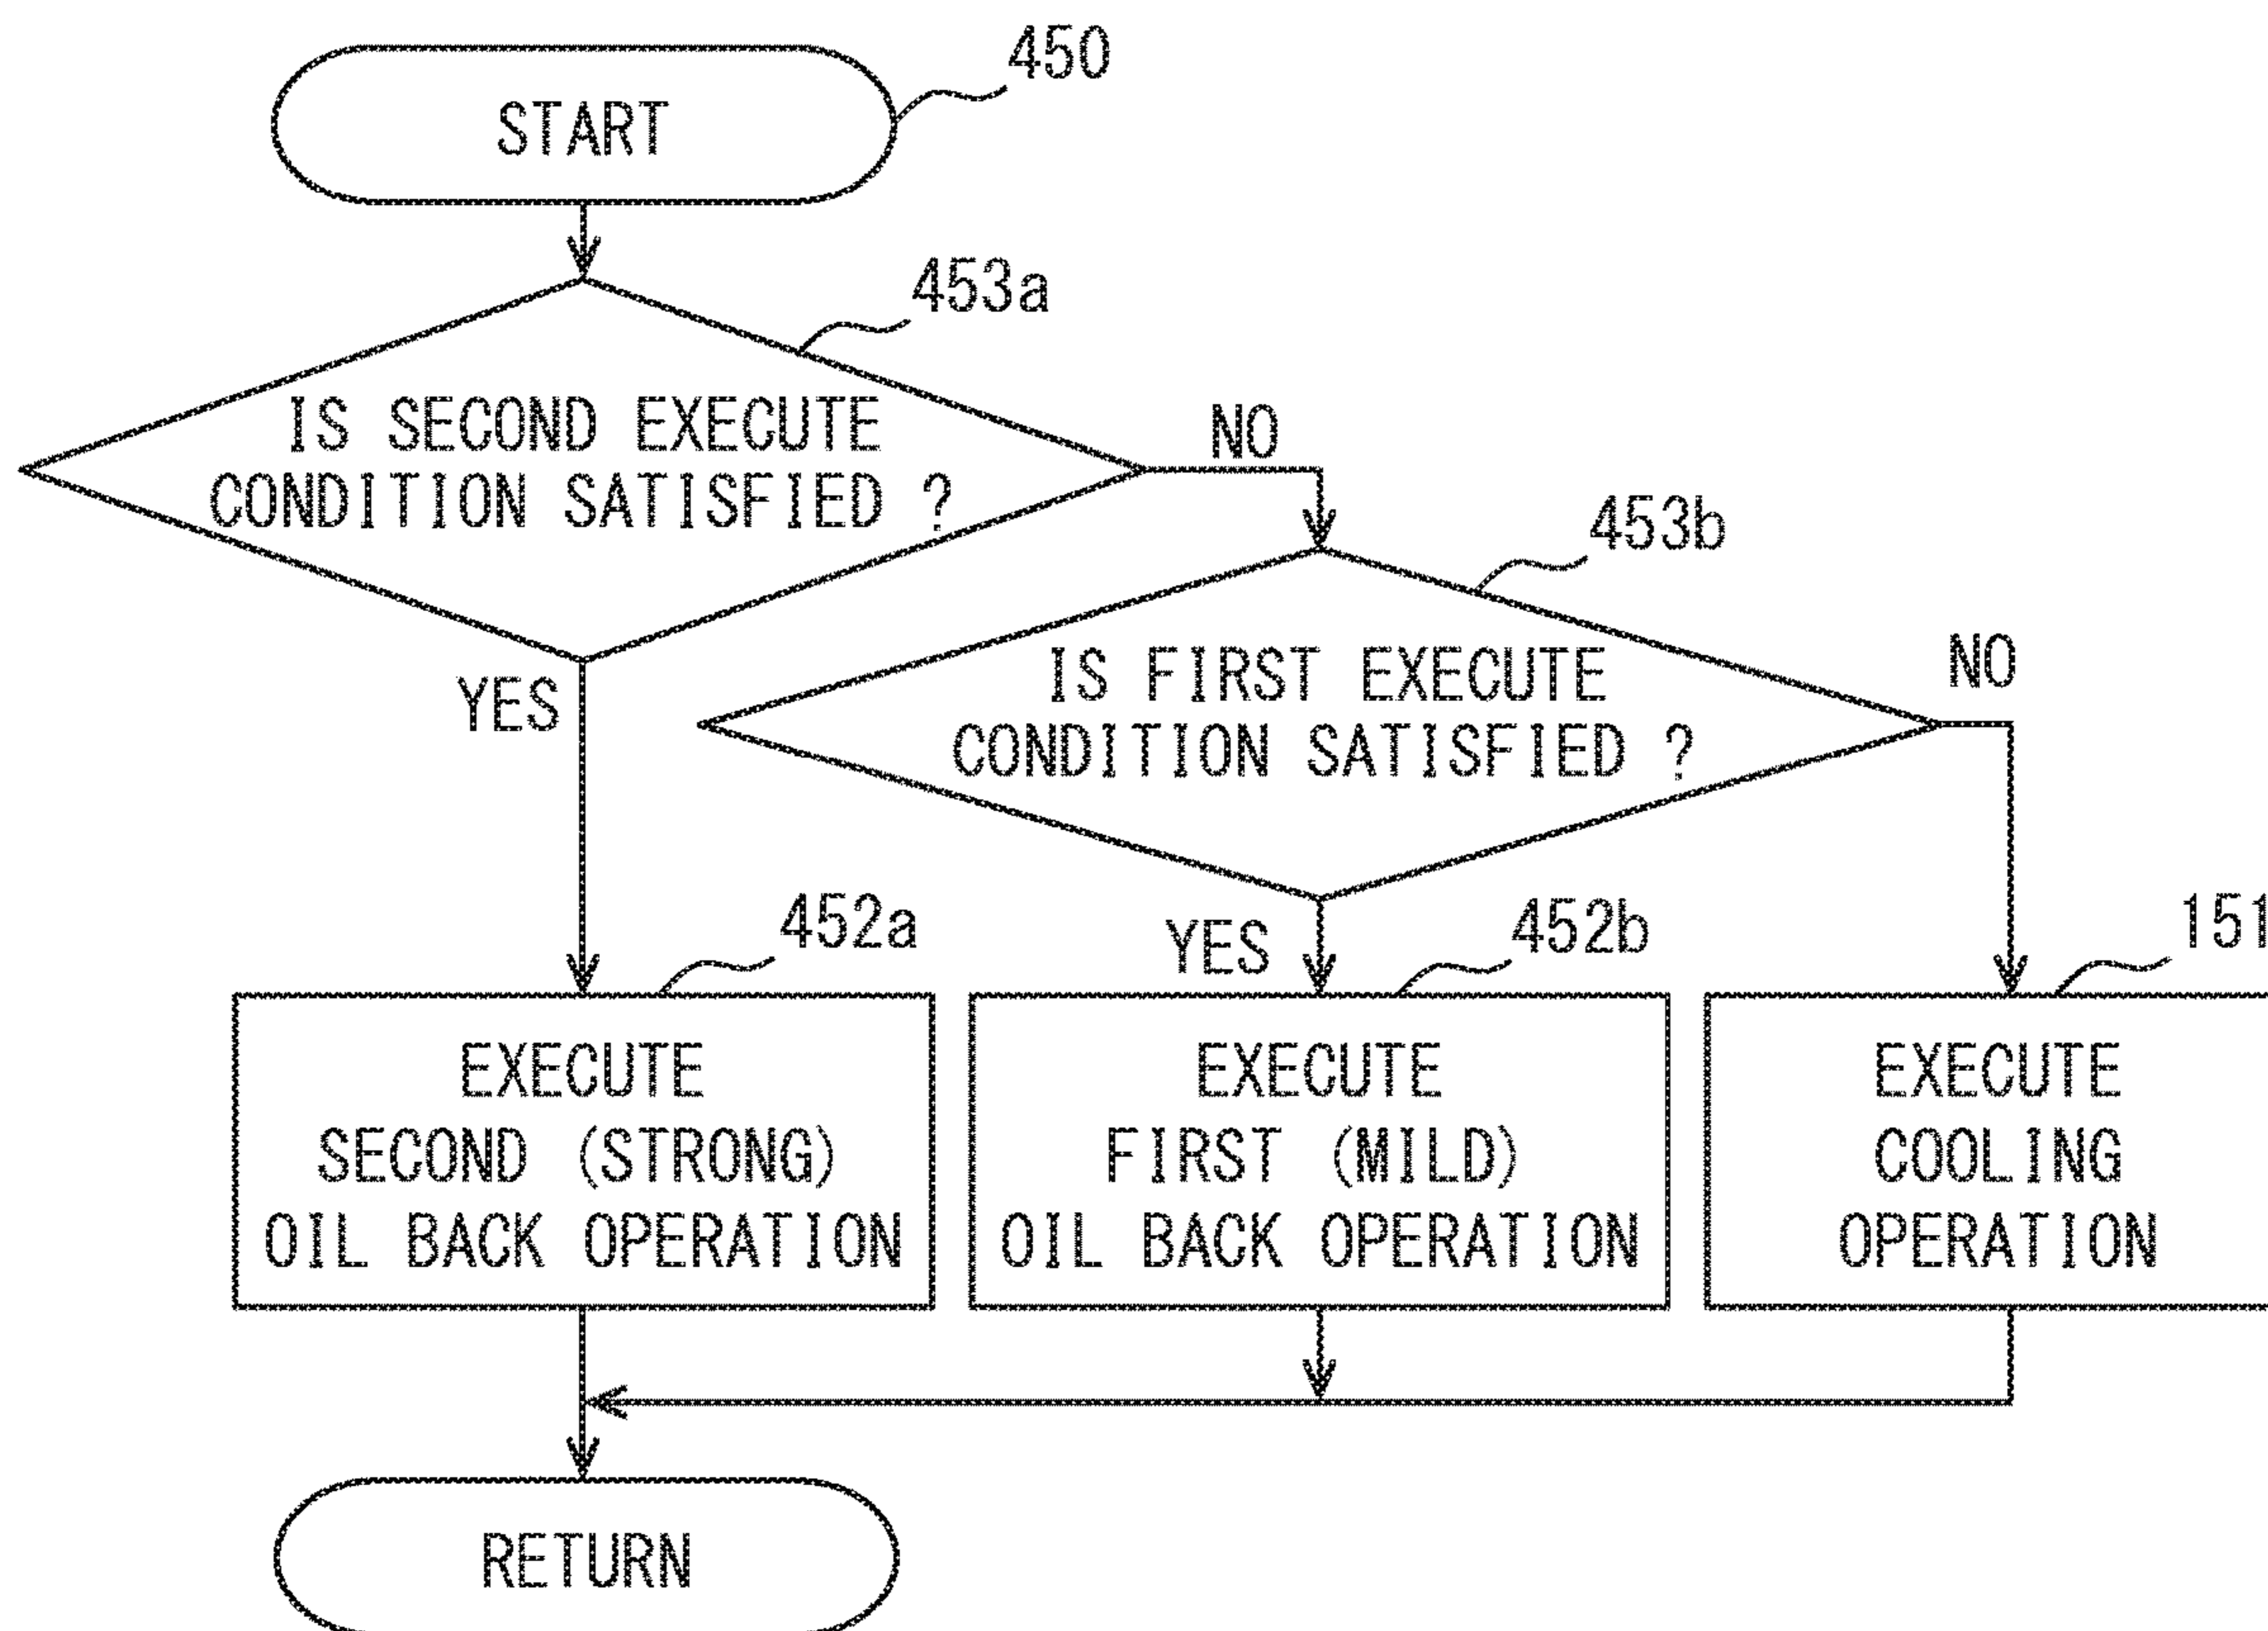 450
START
453a
IS SECOND EXECUTE
CONDITION SATISFIED ?
NO
453b
YES
IS FIRST EXECUTE
CONDITION SATISFIED ?
NO
452a
YES
452b
151
EXECUTE
SECOND (STRONG)
OIL BACK OPERATION
EXECUTE
FIRST (MILD)
OIL BACK OPERATION
EXECUTE
COOLING
OPERATION
RETURN